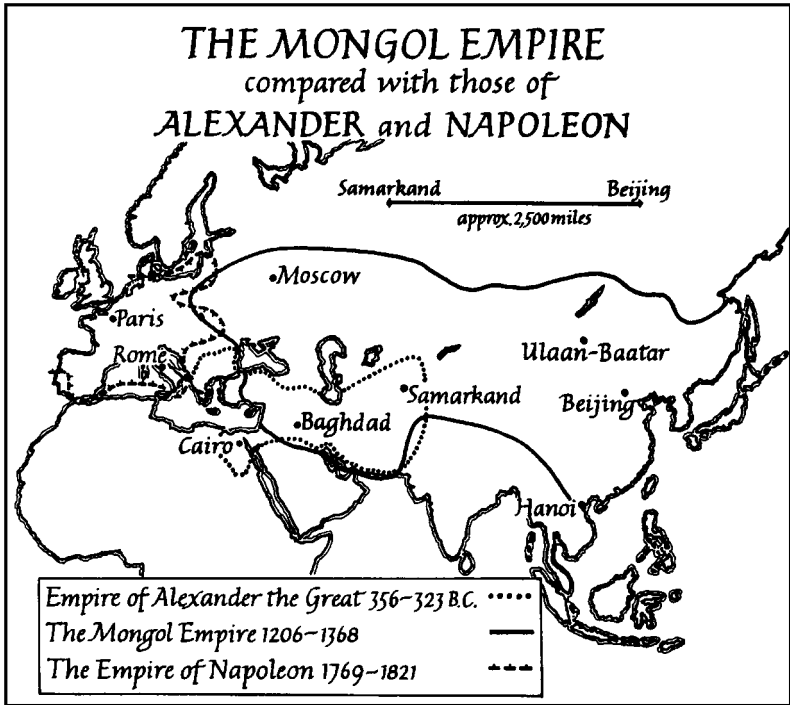 THE MONGOL EMPIRE
compared with those of
ALEXANDER and NAPOLEON
Samarkand Beijing
approx. 2,500 miles
Moscow
Paris
Ulaan-Baatar
Rome
Samarkand
Beijing
Baghdad
Cairo
Hanoi
Empire of Alexander the Great 356-323 B.C.
The Mongol Empire 1206-1368
The Empire of Napoleon 1769-1821